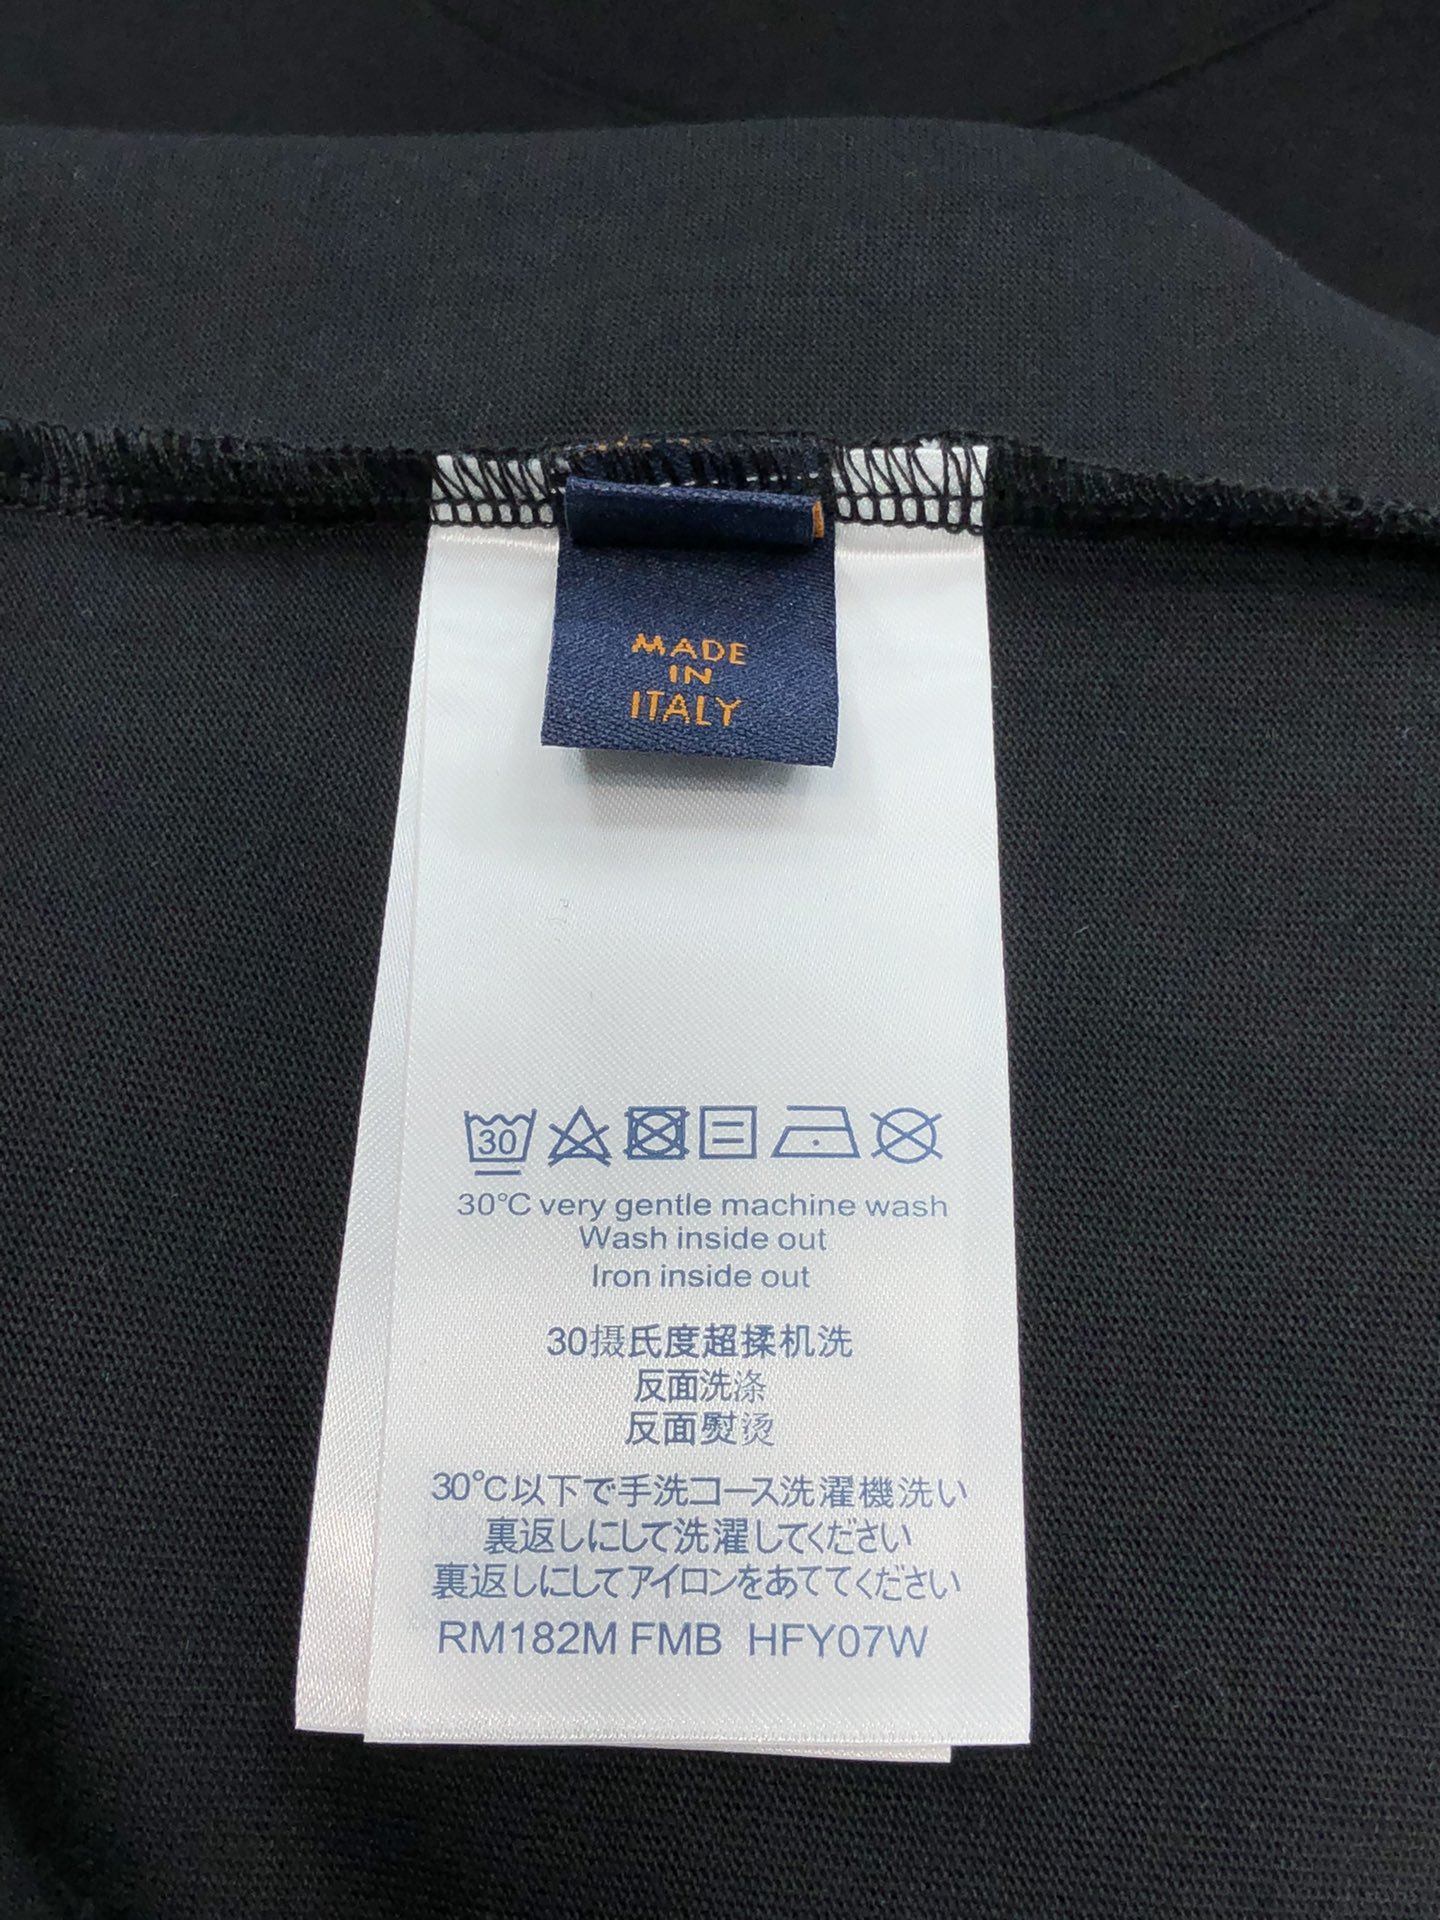 MADE
IN
ITALY
30
30℃ very gentle machine wash
Wash inside out
Iron inside out
30摄氏度超揉机洗
反面洗涤
反面熨烫
30℃以下で手洗コース洗濯機洗い
裏返しにして洗濯してください
裏返しにしてアイロンをあててください
RM182M FMB HFY07W